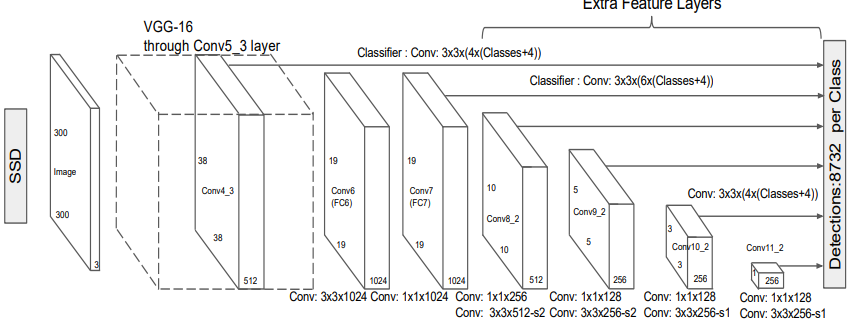 Extra Feature Layers
VGG-16
through Conv5_3 layer
Classifier : Conv: 3x3x(4x(Classes+4))
Classifier : Conv: 3x3x(6x(Classes+4))
Conv: 3x3x(4x(Classes+4))
SSD
300
Image
300
3
38
Conv4_3
38
512
19
Conv6
(FC6)
19
1024
19
Conv7
(FC7)
19
1024
10
Conv8_2
10
512
5
Conv9_2
5
256
3
Conv10_2
3
256
Conv11_2
1
256
Detections:8732 per Class
Conv: 3x3x1024
Conv: 1x1x1024
Conv: 1x1x256
Conv: 3x3x512-s2
Conv: 1x1x128
Conv: 3x3x256-s2
Conv: 1x1x128
Conv: 3x3x256-s1
Conv: 1x1x128
Conv: 3x3x256-s1